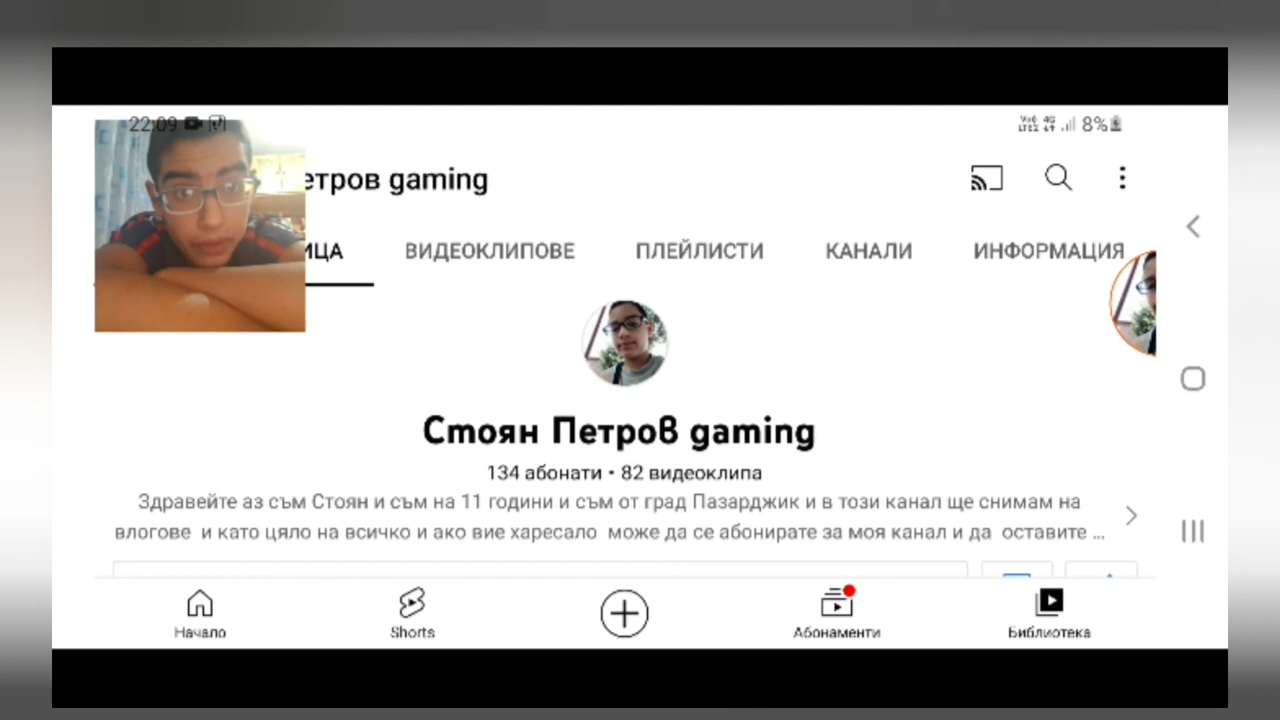 22:09 8%
етров gaming
ИЦА ВИДЕОКЛИПОВЕ ПЛЕЙЛИСТИ КАНАЛИ ИНФОРМАЦИЯ
Стоян Петров gaming
134 абонати • 82 видеоклипа
Здравейте аз съм Стоян и съм на 11 години и съм от град Пазарджик и в този канал ще снимам на
влогове и като цяло на всичко и ако вие харесало може да се абонирате за моя канал и да оставите ...
Начало Shorts Абонаменти Библиотека